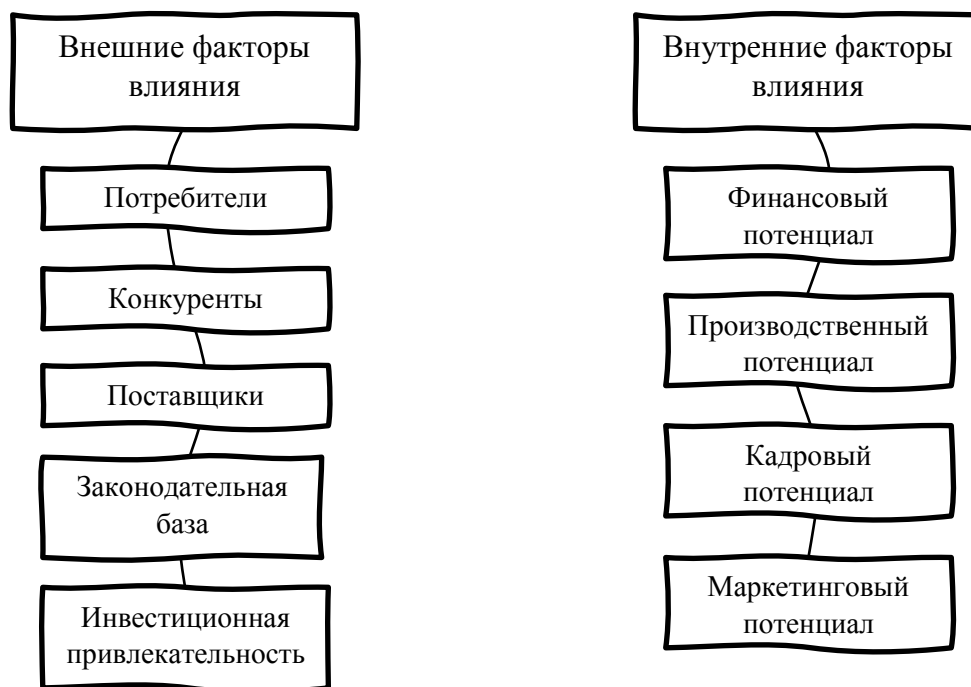 Внешние факторы
влияния
Потребители
Конкуренты
Поставщики
Законодательная
база
Инвестиционная
привлекательность
Внутренние факторы
влияния
Финансовый
потенциал
Производственный
потенциал
Кадровый
потенциал
Маркетинговый
потенциал